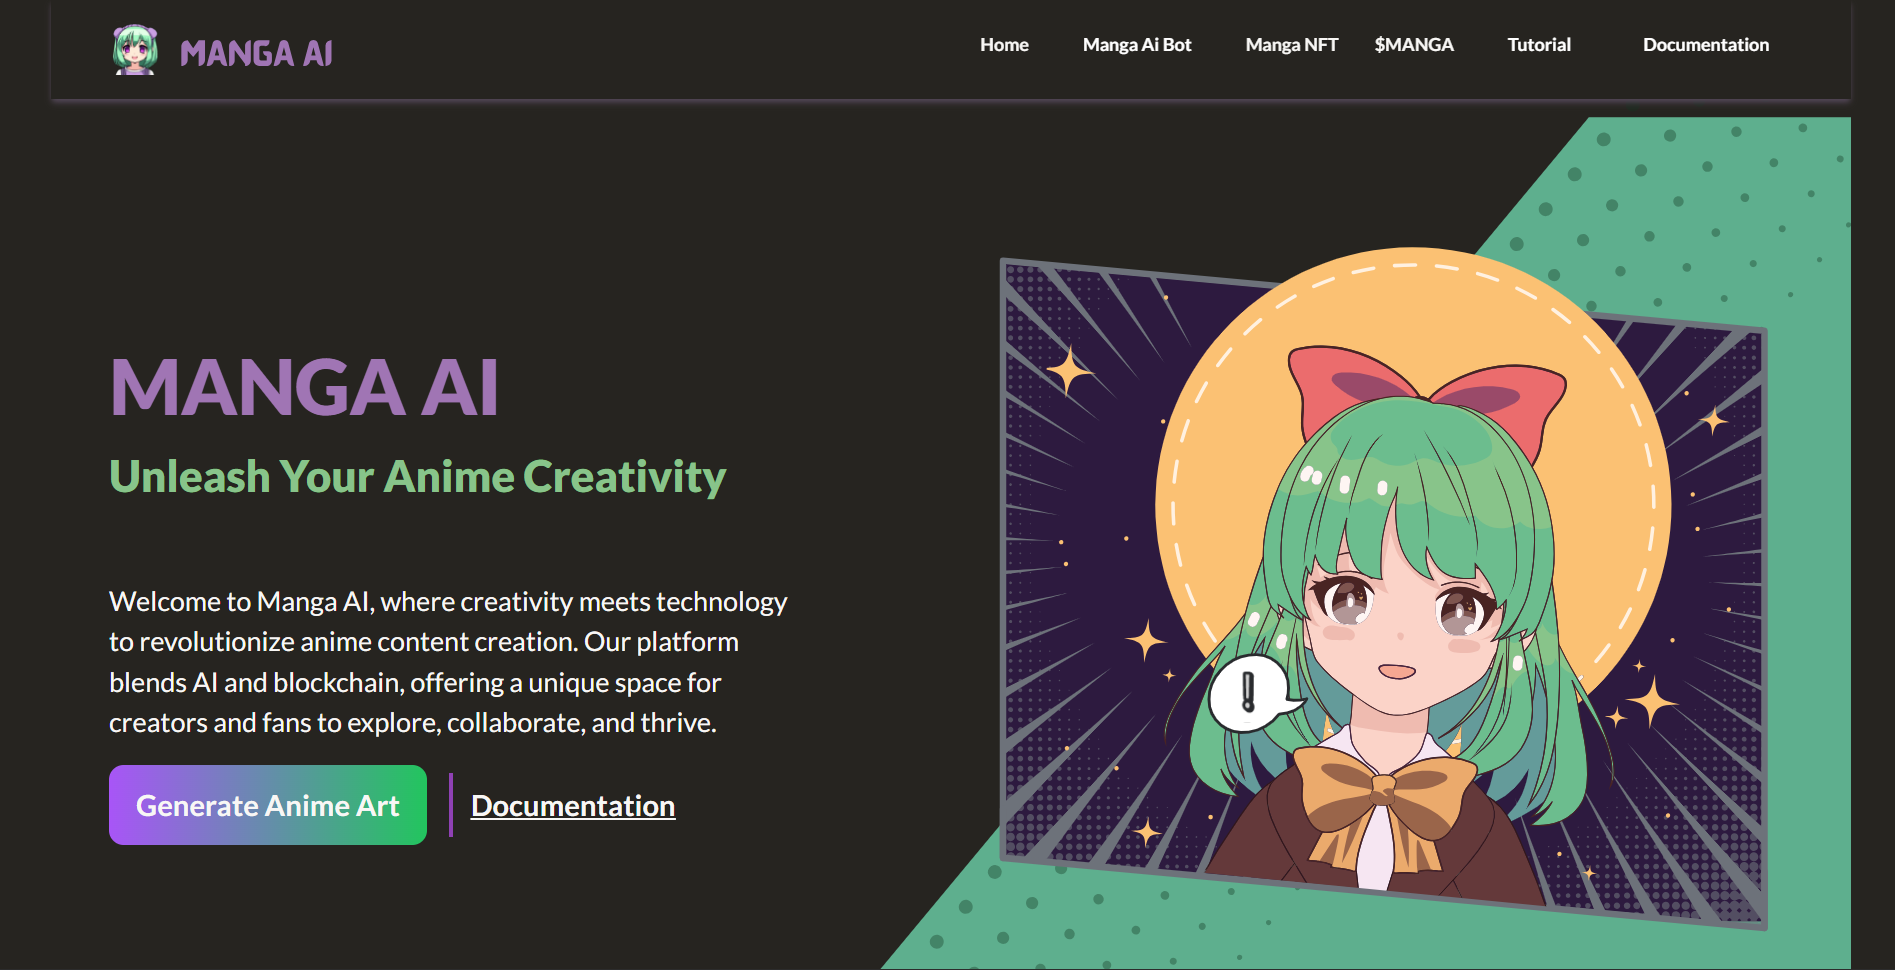 MANGA AI
Home Manga Ai Bot Manga NFT $MANGA Tutorial Documentation
MANGA AI
Unleash Your Anime Creativity
Welcome to Manga AI, where creativity meets technology
to revolutionize anime content creation. Our platform
blends AI and blockchain, offering a unique space for
creators and fans to explore, collaborate, and thrive.
Generate Anime Art
Documentation
!